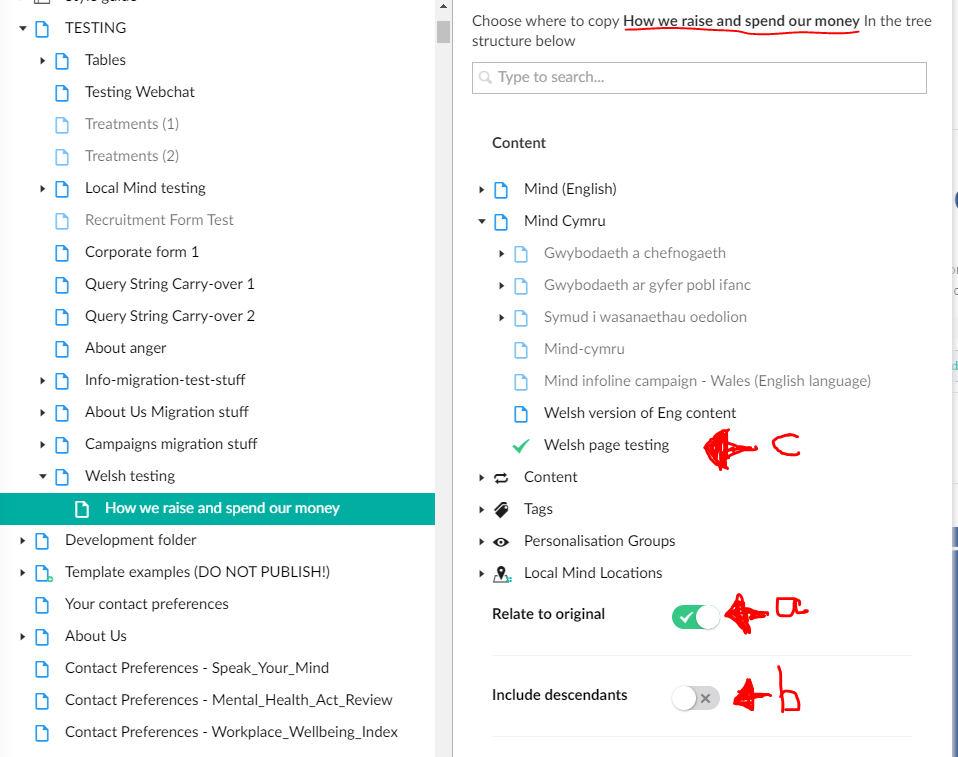 TESTING
Tables
Testing Webchat
Treatments (1)
Treatments (2)
Local Mind testing
Recruitment Form Test
Corporate form 1
Query String Carry-over 1
Query String Carry-over 2
About anger
Info-migration-test-stuff
About Us Migration stuff
Campaigns migration stuff
Welsh testing
How we raise and spend our money
Development folder
Template examples (DO NOT PUBLISH!)
Your contact preferences
About Us
Contact Preferences - Speak_Your_Mind
Contact Preferences - Mental_Health_Act_Review
Contact Preferences - Workplace_Wellbeing_Index
Choose where to copy How we raise and spend our money In the tree
structure below
Type to search...
Content
Mind (English)
Mind Cymru
Gwybodaeth a chefnogaeth
Gwybodaeth ar gyfer pobl ifanc
Symud i wasanaethau oedolion
Mind-cymru
Mind infoline campaign - Wales (English language)
Welsh version of Eng content
Welsh page testing c
Content
Tags
Personalisation Groups
Local Mind Locations
Relate to original a
Include descendants b